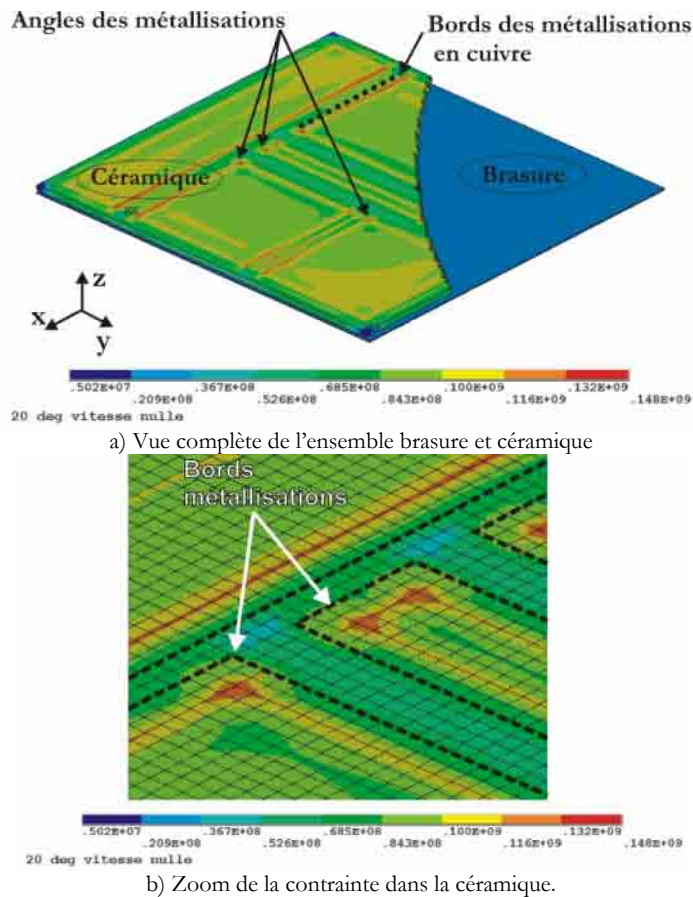 Angles des métallisations
Bords des métallisations
en cuivre
Céramique
Brasure
z
x
y
.502E+07 .367E+08 .685E+08 .100E+09 .132E+09
.209E+08 .526E+08 .843E+08 .116E+09 .148E+09
20 deg vitesse nulle
a) Vue complète de l'ensemble brasure et céramique
Bords
métallisations
.502E+07 .367E+08 .685E+08 .100E+09 .132E+09
.209E+08 .526E+08 .843E+08 .116E+09 .148E+09
20 deg vitesse nulle
b) Zoom de la contrainte dans la céramique.